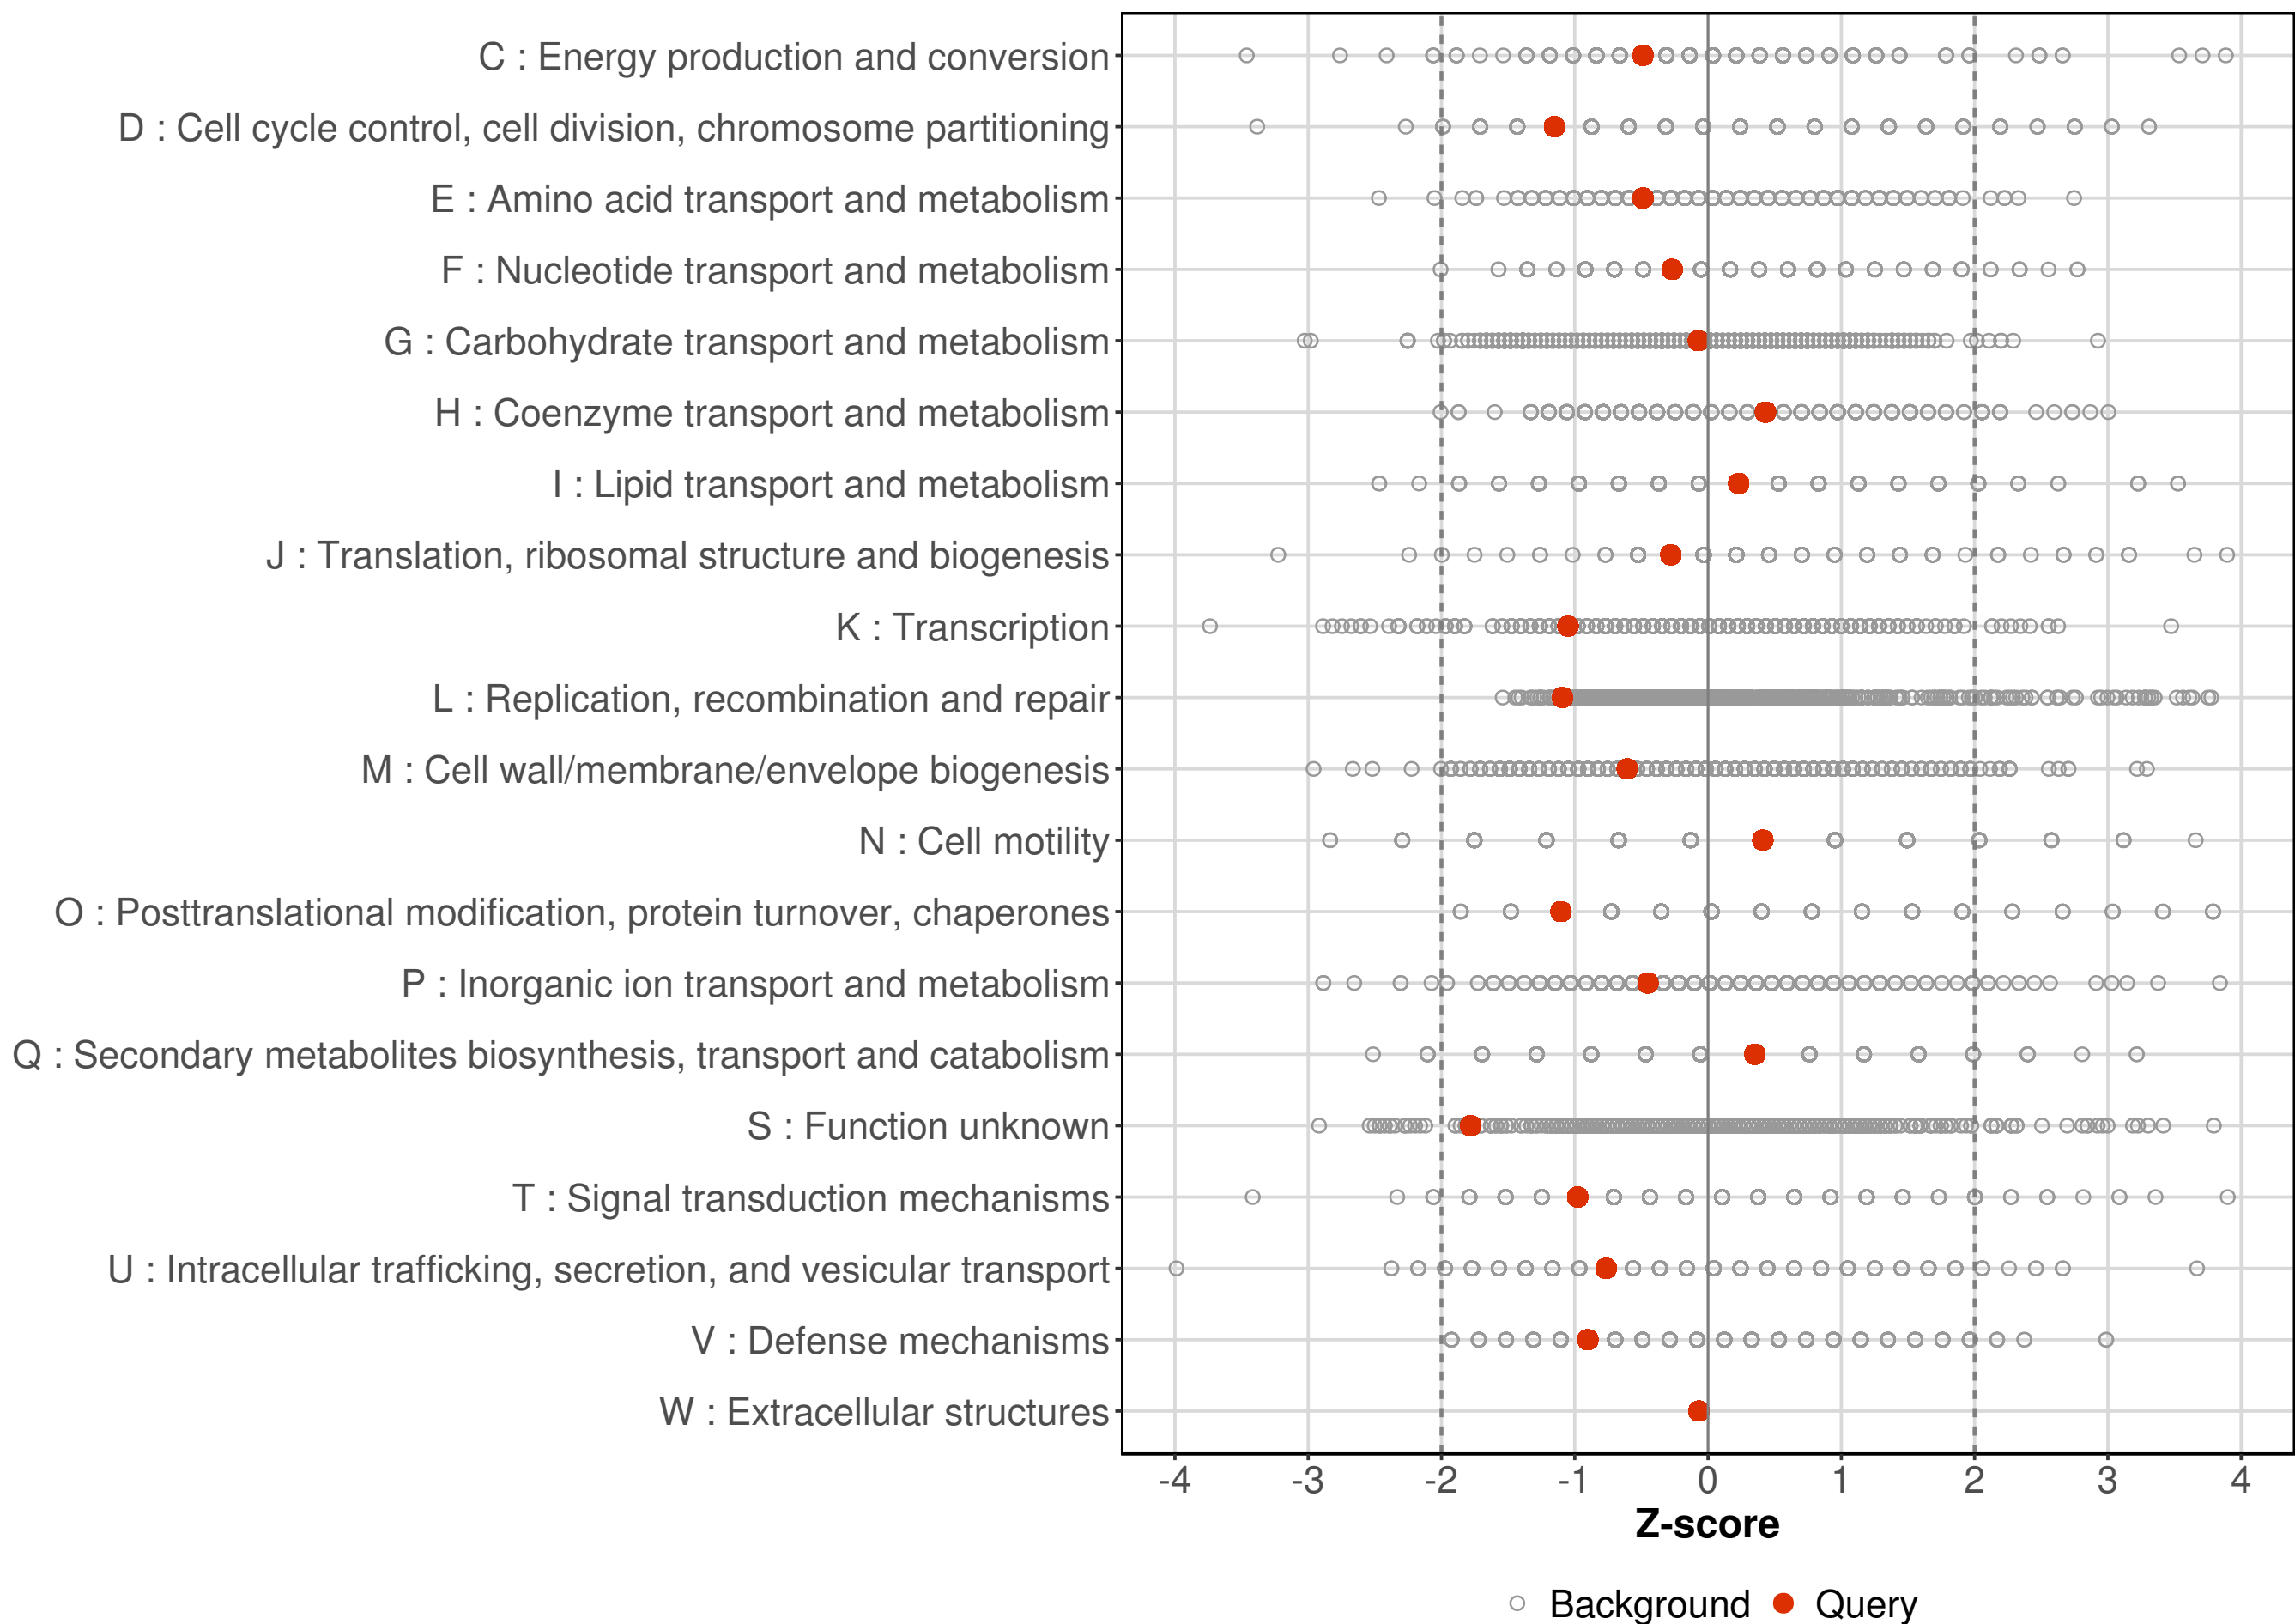 C : Energy production and conversion
D : Cell cycle control, cell division, chromosome partitioning
E : Amino acid transport and metabolism
F : Nucleotide transport and metabolism
G : Carbohydrate transport and metabolism
H : Coenzyme transport and metabolism
I : Lipid transport and metabolism
J : Translation, ribosomal structure and biogenesis
K : Transcription
L : Replication, recombination and repair
M : Cell wall/membrane/envelope biogenesis
N : Cell motility
O : Posttranslational modification, protein turnover, chaperones
P : Inorganic ion transport and metabolism
Q : Secondary metabolites biosynthesis, transport and catabolism
S : Function unknown
T : Signal transduction mechanisms
U : Intracellular trafficking, secretion, and vesicular transport
V : Defense mechanisms
W : Extracellular structures
-4 -3 -2 -1 0 1 2 3 4
Z-score
Background Query